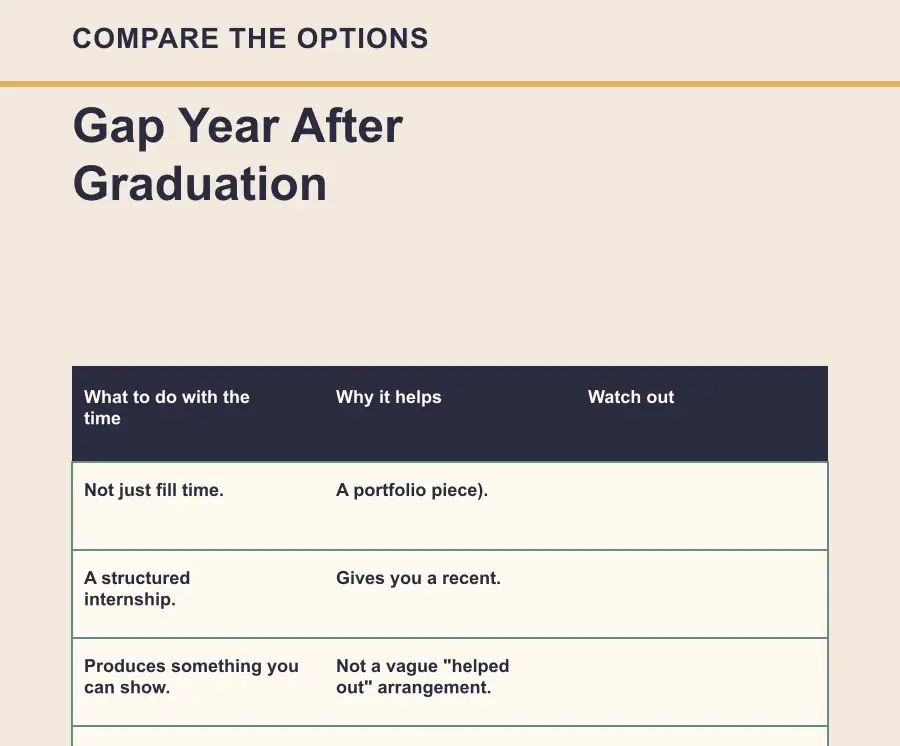 COMPARE THE OPTIONS
Gap Year After
Graduation
What to do with the
time
Why it helps
Watch out
Not just fill time.
A portfolio piece).
A structured
internship.
Gives you a recent.
Produces something you
can show.
Not a vague "helped
out" arrangement.